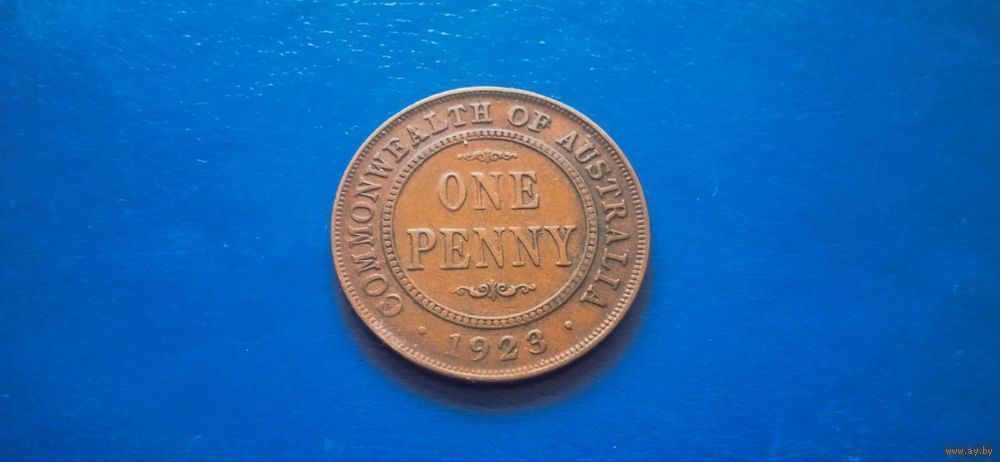 COMMONWEALTH OF AUSTRALIA
ONE
PENNY
· 1923 ·
www.ay.by